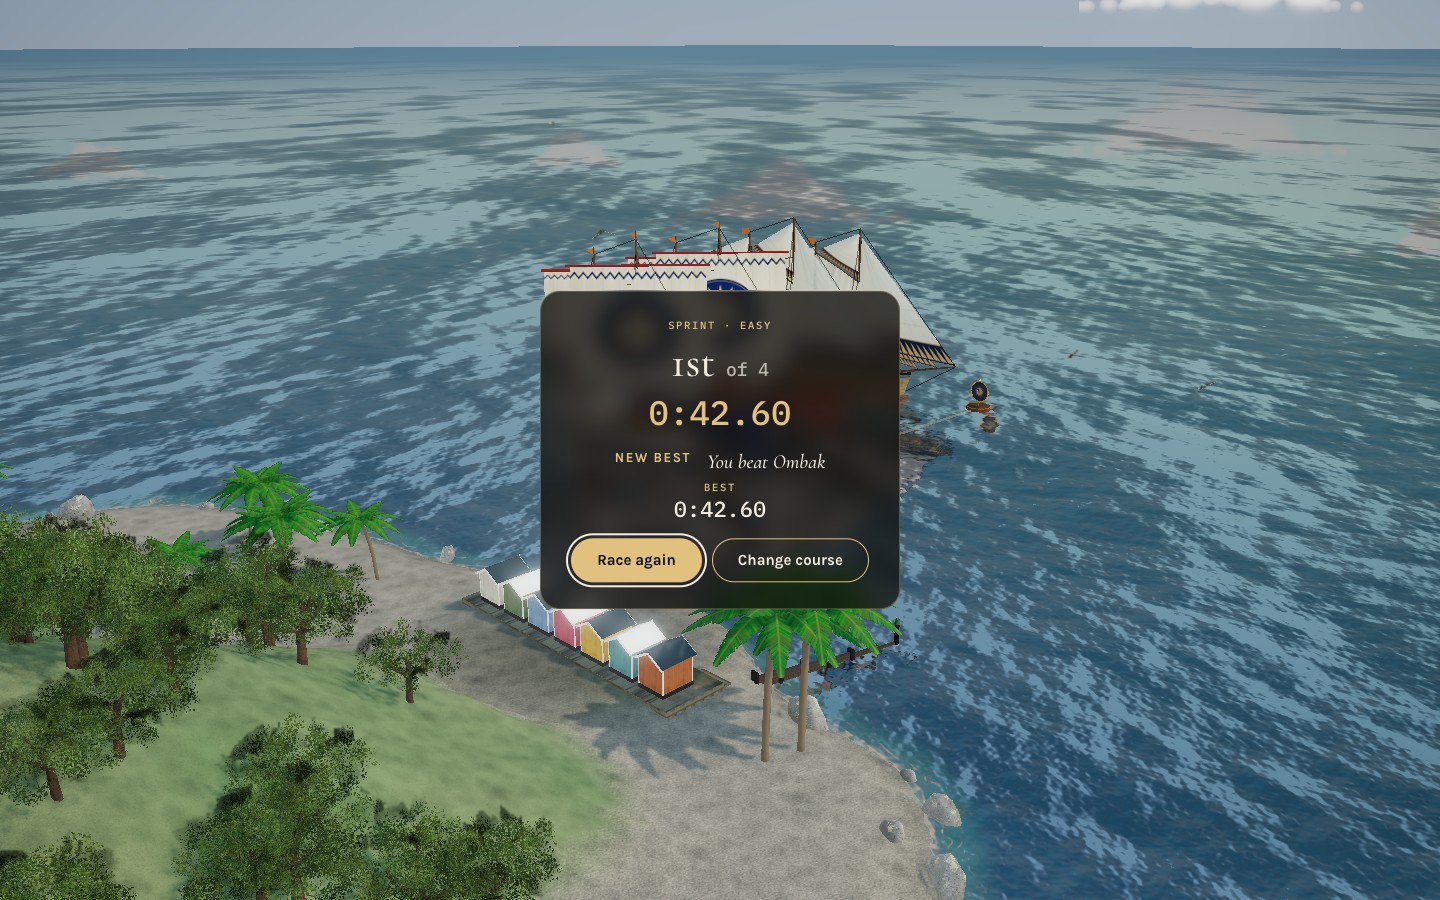 SPRINT · EASY
1st of 4
0:42.60
NEW BEST You beat Ombak
BEST
0:42.60
Race again Change course